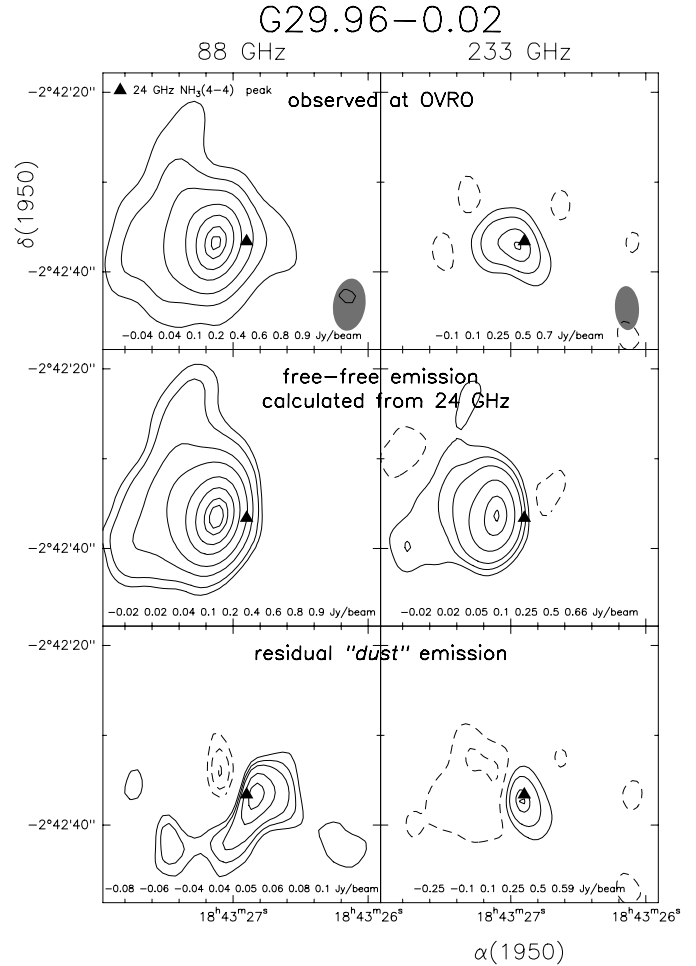 G29.96−0.02
88 GHz 233 GHz
−2°42'20"
▲ 24 GHz NH₃(4−4) peak
observed at OVRO
δ(1950)
−2°42'40"
−0.04 0.04 0.1 0.2 0.4 0.6 0.8 0.9 Jy/beam
−0.1 0.1 0.25 0.5 0.7 Jy/beam
−2°42'20"
free−free emission
calculated from 24 GHz
−2°42'40"
−0.02 0.02 0.04 0.1 0.2 0.4 0.6 0.8 0.9 Jy/beam
−0.02 0.02 0.05 0.1 0.25 0.5 0.66 Jy/beam
−2°42'20"
residual "dust" emission
−2°42'40"
−0.08 −0.06 −0.04 0.04 0.05 0.06 0.08 0.1 Jy/beam
−0.25 −0.1 0.1 0.25 0.5 0.59 Jy/beam
18ʰ43ᵐ27ˢ 18ʰ43ᵐ26ˢ 18ʰ43ᵐ27ˢ 18ʰ43ᵐ26ˢ
α(1950)